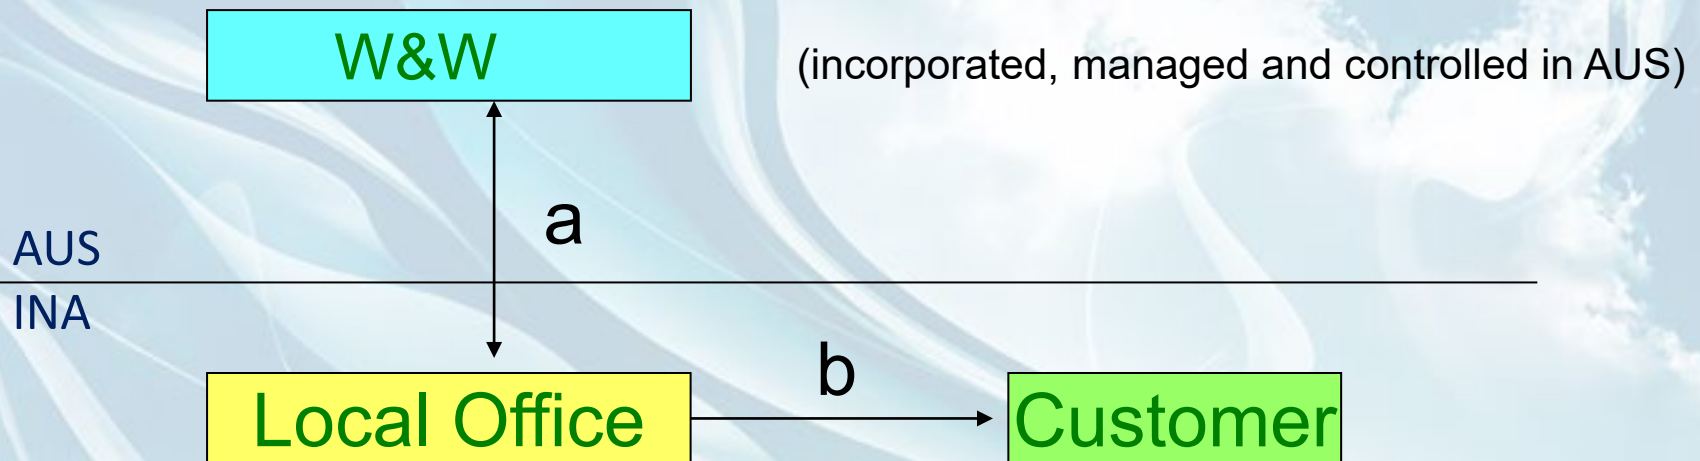 W&W
(incorporated, managed and controlled in AUS)
a
AUS
INA
b
Local Office
Customer